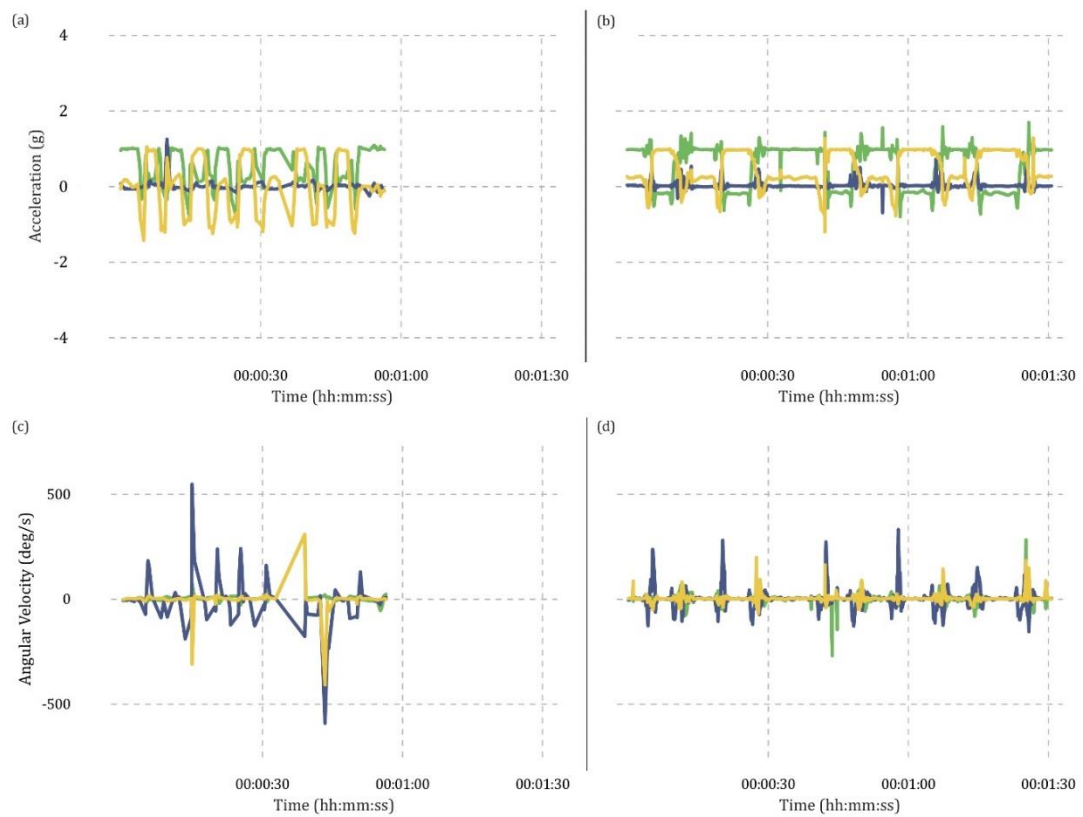 (a)
(b)
4
2
0
-2
-4
Acceleration (g)
00:00:30 00:01:00 00:01:30
Time (hh:mm:ss)
00:00:30 00:01:00 00:01:30
Time (hh:mm:ss)
(c)
(d)
500
0
-500
Angular Velocity (deg/s)
00:00:30 00:01:00 00:01:30
Time (hh:mm:ss)
00:00:30 00:01:00 00:01:30
Time (hh:mm:ss)